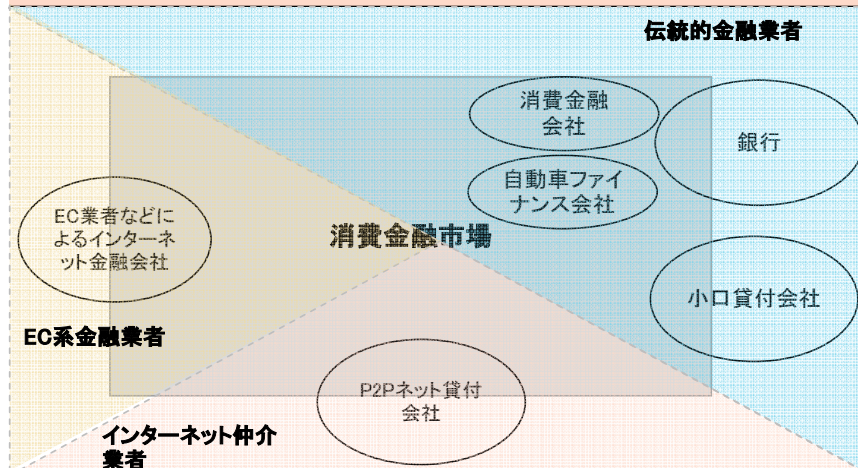 伝統的金融業者
消費金融
会社
銀行
自動車ファイ
ナンス会社
EC業者などに
よるインターネ
ット金融会社
消費金融市場
小口貸付会社
EC系金融業者
P2Pネット貸付
会社
インターネット仲介
業者